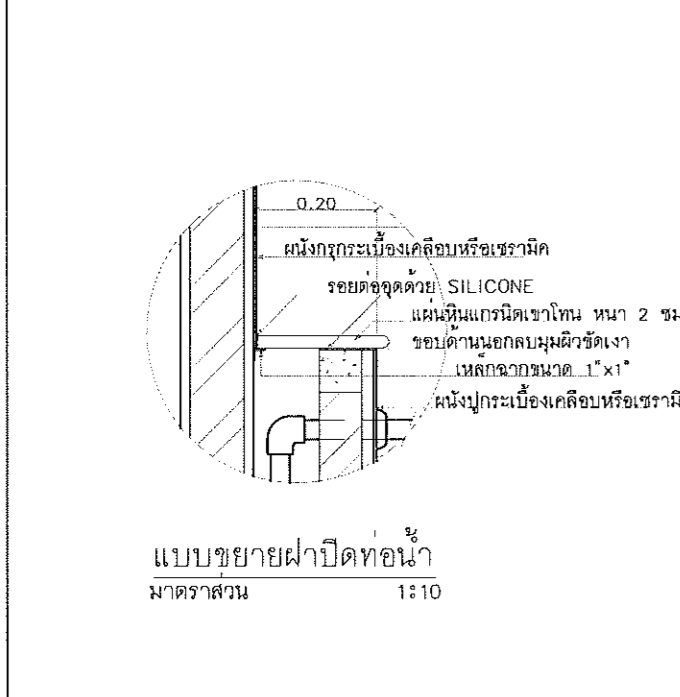 0.20
ผนังกรุกระเบื้องเคลือบหรือเซรามิค
รอยต่ออุดด้วย SILICONE
แผ่นหินแกรนิตเขาโทน หนา 2 ซม
ขอบด้านนอกลบมุมผิวขัดเงา
เหล็กฉากขนาด 1"x1"
ผนังปูกระเบื้องเคลือบหรือเซรามิ
แบบขยายฝาปิดท่อน้ำ
มาตราส่วน 1:10